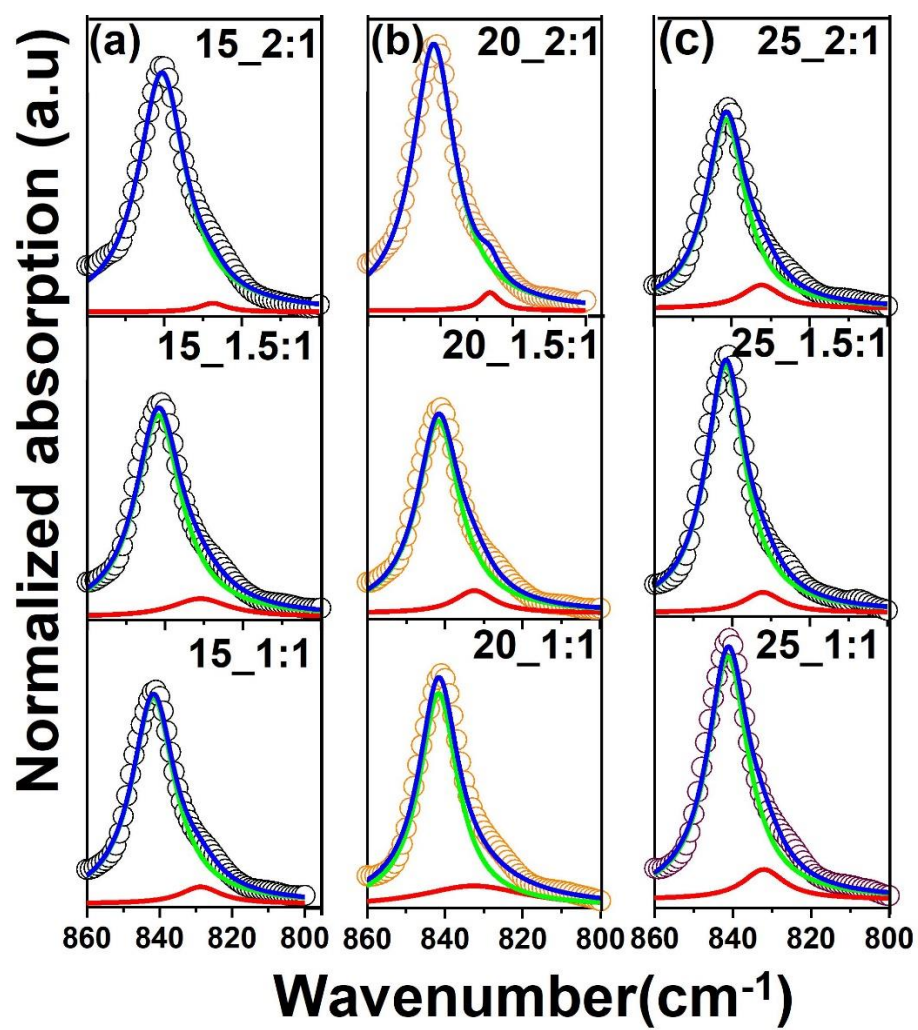 Normalized absorption (a.u)
(a) 15_2:1
(b) 20_2:1
(c) 25_2:1
15_1.5:1
20_1.5:1
25_1.5:1
15_1:1
20_1:1
25_1:1
860 840 820 800
860 840 820 800
860 840 820 800
Wavenumber(cm⁻¹)